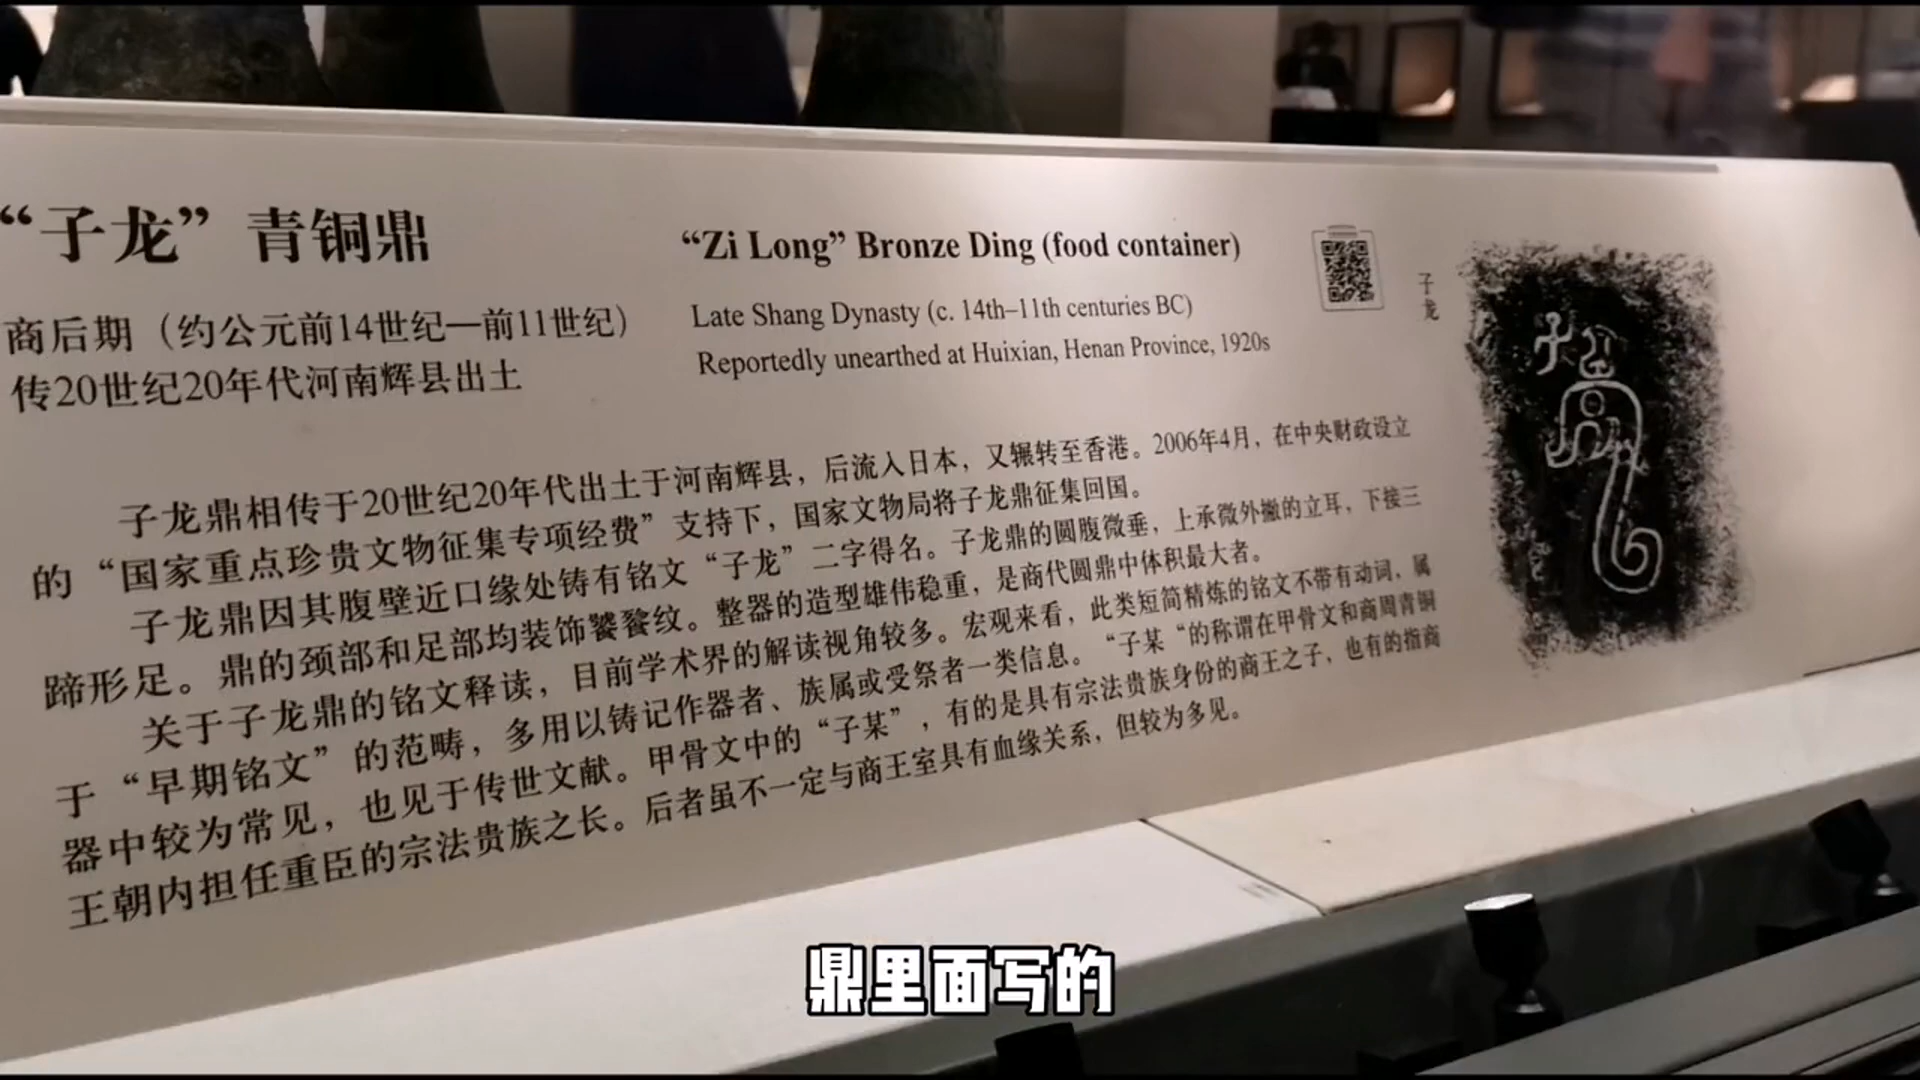 “子龙”青铜鼎
商后期（约公元前14世纪—前11世纪）
传20世纪20年代河南辉县出土
“Zi Long” Bronze Ding (food container)
Late Shang Dynasty (c. 14th–11th centuries BC)
Reportedly unearthed at Huixian, Henan Province, 1920s
子龙
子龙鼎相传于20世纪20年代出土于河南辉县，后流入日本，又辗转至香港。2006年4月，在中央财政设立
的“国家重点珍贵文物征集专项经费”支持下，国家文物局将子龙鼎征集回国。
子龙鼎因其腹壁近口缘处铸有铭文“子龙”二字得名。子龙鼎的圆腹微垂，上承微外撇的立耳，下接三
蹄形足。鼎的颈部和足部均装饰饕餮纹。整器的造型雄伟稳重，是商代圆鼎中体积最大者。
关于子龙鼎的铭文释读，目前学术界的解读视角较多。宏观来看，此类短简精炼的铭文不带有动词，属
于“早期铭文”的范畴，多用以铸记作器者、族属或受祭者一类信息。“子某“的称谓在甲骨文和商周青铜
器中较为常见，也见于传世文献。甲骨文中的“子某”，有的是具有宗法贵族身份的商王之子，也有的指商
王朝内担任重臣的宗法贵族之长。后者虽不一定与商王室具有血缘关系，但较为多见。
鼎里面写的